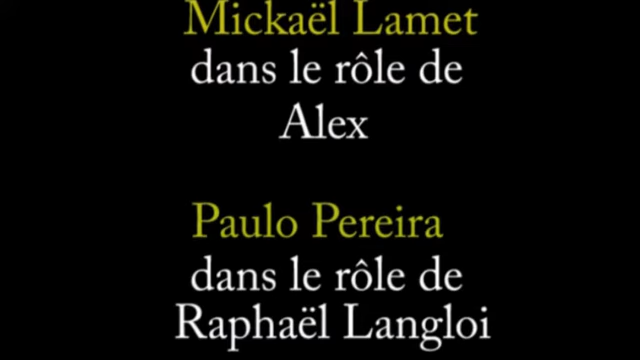 Mickaël Lamet
dans le rôle de
Alex
Paulo Pereira
dans le rôle de
Raphaël Langloi